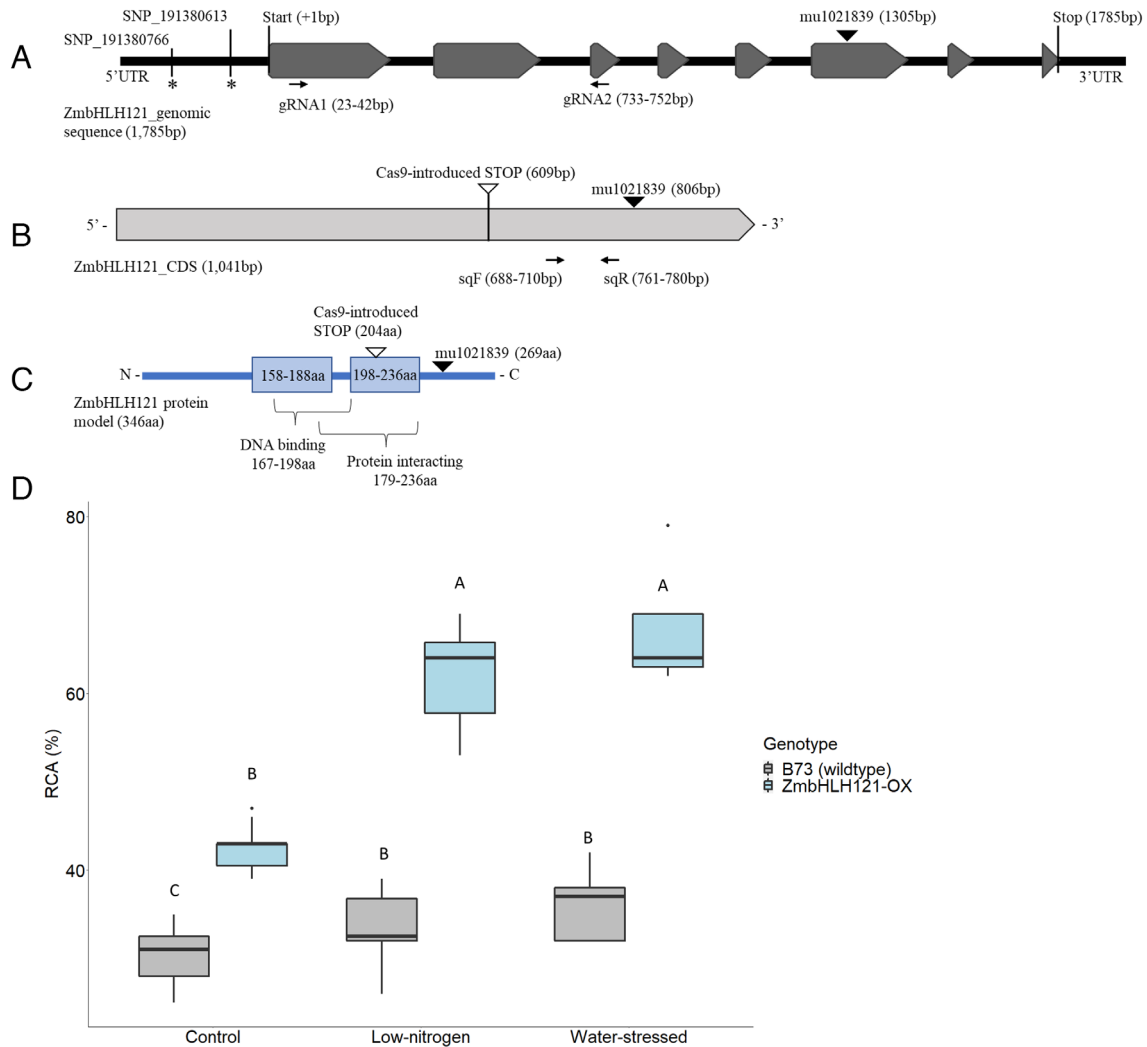 A
SNP_191380613
SNP_191380766
Start (+1bp)
mu1021839 (1305bp)
Stop (1785bp)
5'UTR
*
*
3'UTR
gRNA1 (23-42bp)
gRNA2 (733-752bp)
ZmbHLH121_genomic
sequence (1,785bp)
B
Cas9-introduced STOP (609bp)
mu1021839 (806bp)
5' -
- 3'
ZmbHLH121_CDS (1,041bp)
sqF (688-710bp)
sqR (761-780bp)
C
Cas9-introduced
STOP (204aa)
mu1021839 (269aa)
N -
158-188aa
198-236aa
- C
ZmbHLH121 protein
model (346aa)
DNA binding
167-198aa
Protein interacting
179-236aa
D
80
60
40
RCA (%)
C
B
B
A
B
A
Control
Low-nitrogen
Water-stressed
Genotype
B73 (wildtype)
ZmbHLH121-OX